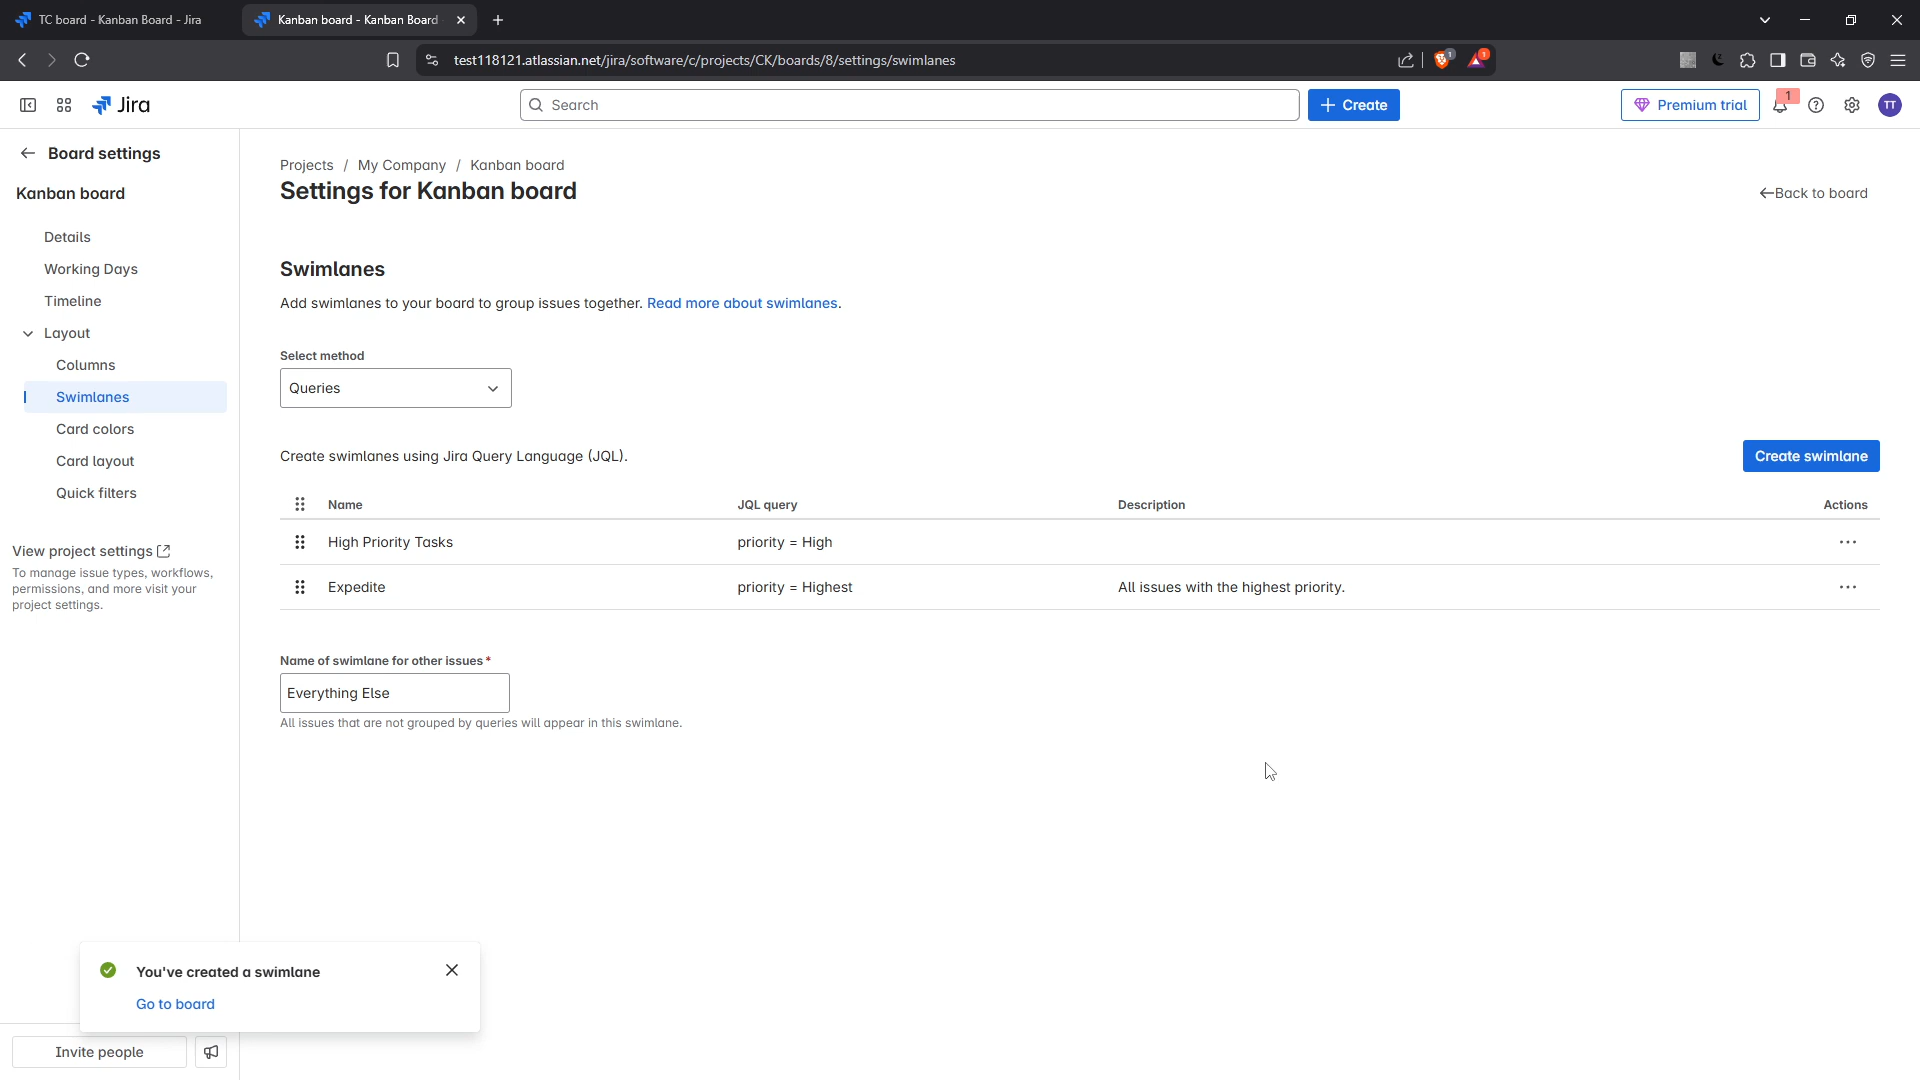 TC board - Kanban Board - Jira
Kanban board - Kanban Board
test118121.atlassian.net/jira/software/c/projects/CK/boards/8/settings/swimlanes
1
1
Jira
Search
+ Create
Premium trial
1
TT
Board settings
Kanban board
Details
Working Days
Timeline
Layout
Columns
Swimlanes
Card colors
Card layout
Quick filters
View project settings
To manage issue types, workflows,
permissions, and more visit your
project settings.
Projects / My Company / Kanban board
Settings for Kanban board
Back to board
Swimlanes
Add swimlanes to your board to group issues together. Read more about swimlanes.
Select method
Queries
Create swimlanes using Jira Query Language (JQL).
Create swimlane
Name JQL query Description Actions
High Priority Tasks priority = High
Expedite priority = Highest All issues with the highest priority.
Name of swimlane for other issues *
Everything Else
All issues that are not grouped by queries will appear in this swimlane.
You've created a swimlane
Go to board
Invite people